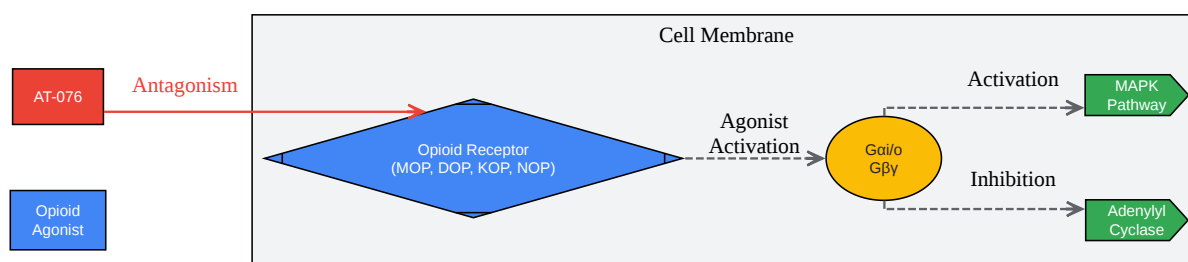 Cell Membrane
AT-076
Antagonism
Opioid Receptor
(MOP, DOP, KOP, NOP)
Agonist
Activation
Gαi/o
Gβγ
Activation
MAPK
Pathway
Inhibition
Adenylyl
Cyclase
Opioid
Agonist